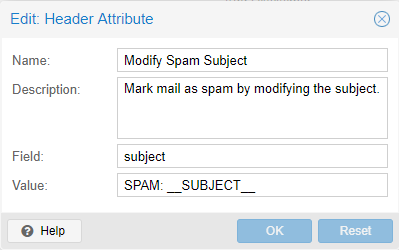 Edit: Header Attribute
Name: Modify Spam Subject
Description: Mark mail as spam by modifying the subject.
Field: subject
Value: SPAM: __SUBJECT__
Help OK Reset